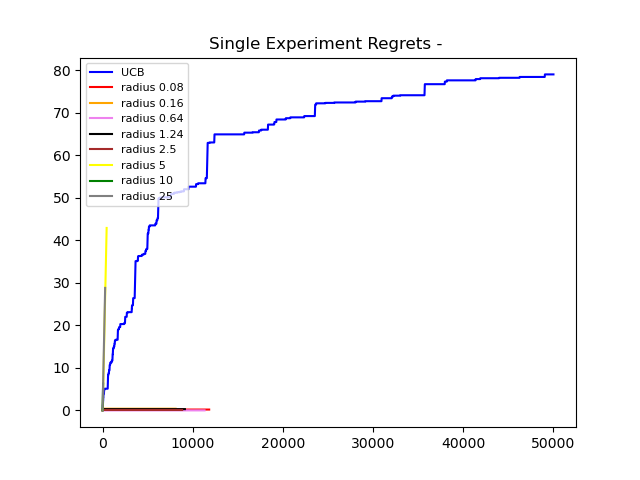 Single Experiment Regrets -
80
70
60
50
40
30
20
10
0
UCB
radius 0.08
radius 0.16
radius 0.64
radius 1.24
radius 2.5
radius 5
radius 10
radius 25
0 10000 20000 30000 40000 50000